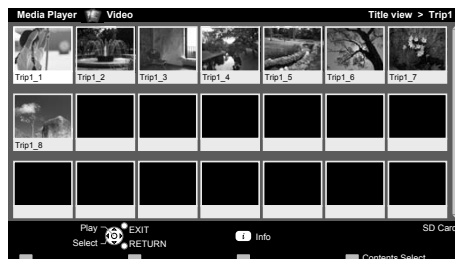 Media Player Video Title view > Trip1
Trip1_1 Trip1_2 Trip1_3 Trip1_4 Trip1_5 Trip1_6 Trip1_7
Trip1_8
Play EXIT
i Info SD Card
Select RETURN
Contents Select